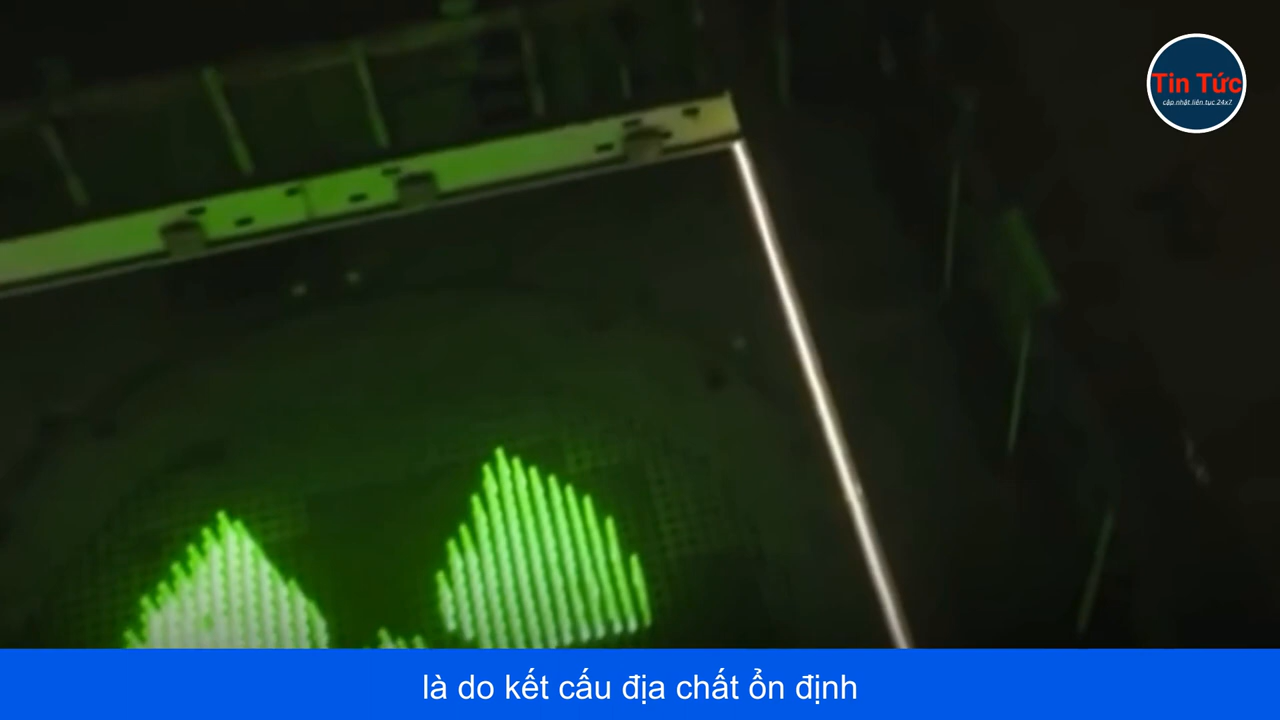 Tin Tức
cập nhật liên tục 24x7
là do kết cấu địa chất ổn định